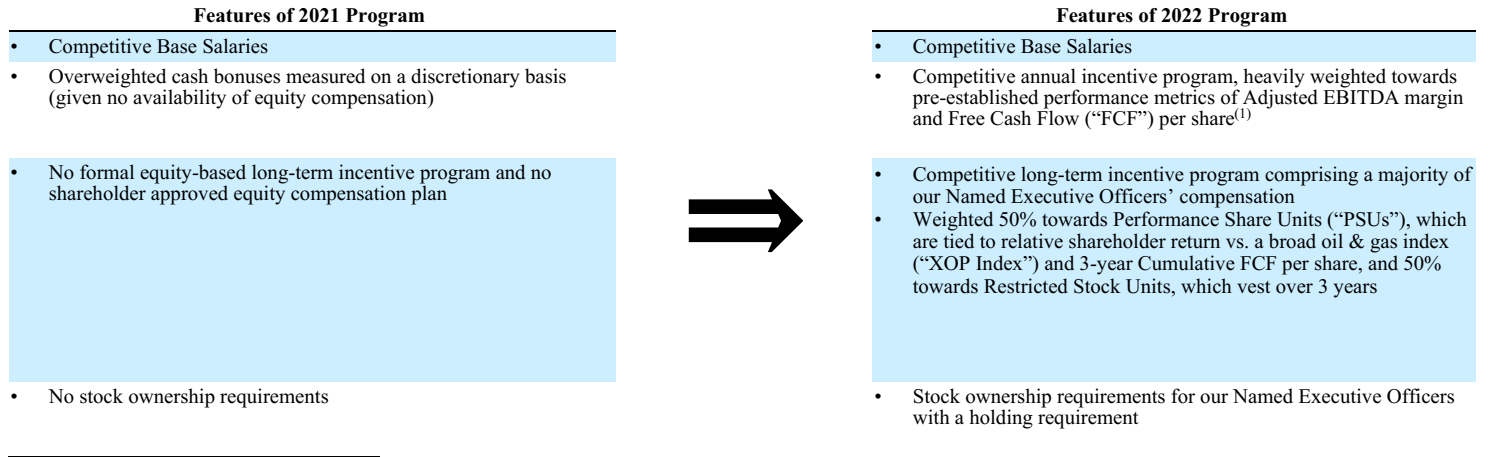 Features of 2021 Program
• Competitive Base Salaries
• Overweighted cash bonuses measured on a discretionary basis
(given no availability of equity compensation)
• No formal equity-based long-term incentive program and no
shareholder approved equity compensation plan
• No stock ownership requirements
Features of 2022 Program
• Competitive Base Salaries
• Competitive annual incentive program, heavily weighted towards
pre-established performance metrics of Adjusted EBITDA margin
and Free Cash Flow (“FCF”) per share(1)
• Competitive long-term incentive program comprising a majority of
our Named Executive Officers’ compensation
• Weighted 50% towards Performance Share Units (“PSUs”), which
are tied to relative shareholder return vs. a broad oil & gas index
(“XOP Index”) and 3-year Cumulative FCF per share, and 50%
towards Restricted Stock Units, which vest over 3 years
• Stock ownership requirements for our Named Executive Officers
with a holding requirement